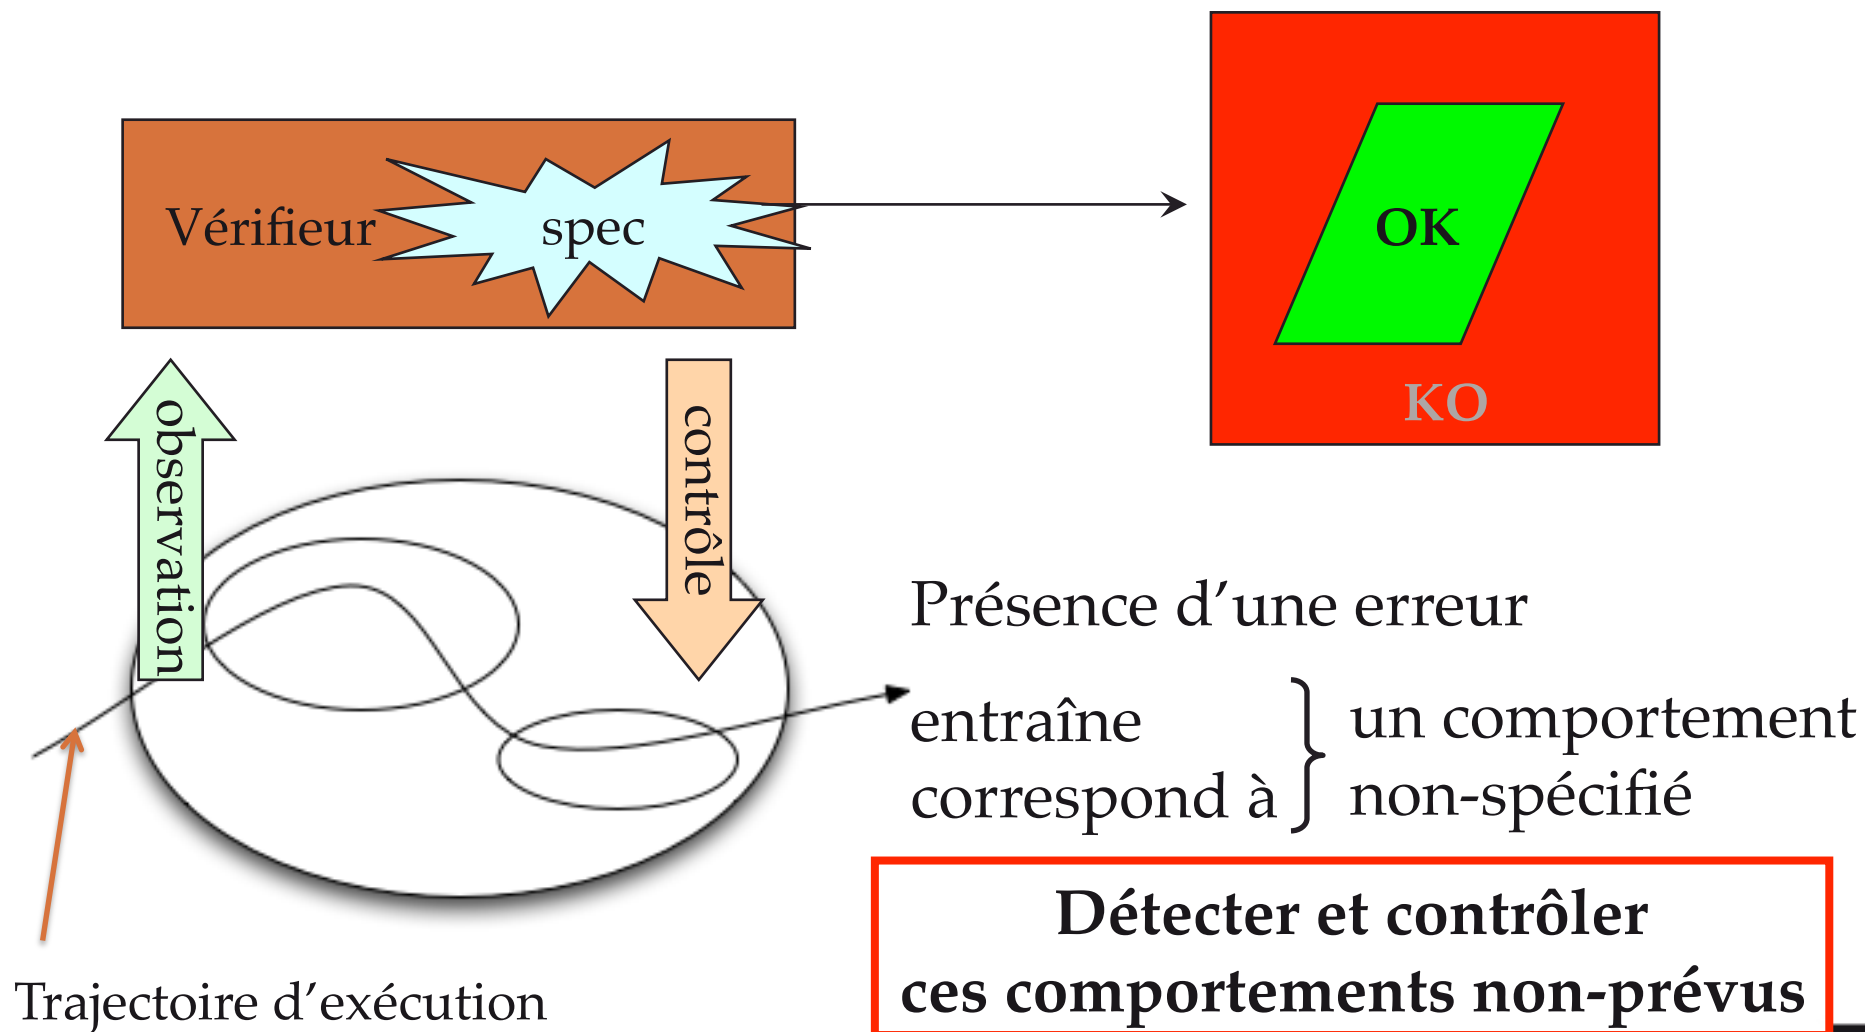 Vérifieur
spec
OK
KO
observation
contrôle
Présence d’une erreur
entraîne
correspond à
un comportement
non-spécifié
Détecter et contrôler
ces comportements non-prévus
Trajectoire d’exécution